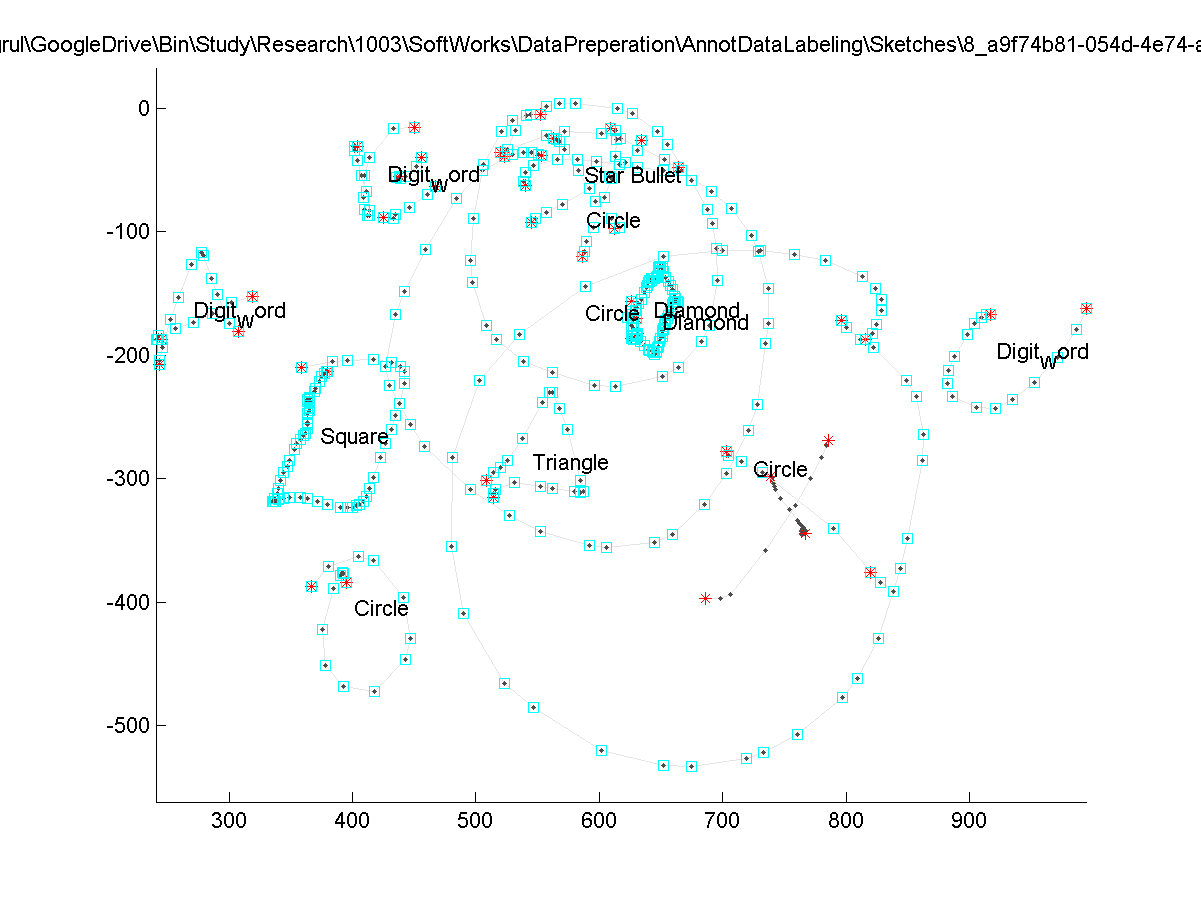 grul\GoogleDrive\Bin\Study\Research\1003\SoftWorks\DataPreperation\AnnotDataLabeling\Sketches\8_a9f74b81-054d-4e74-a
0
-100
-200
-300
-400
-500
300 400 500 600 700 800 900
Digit_word
Star Bullet
Circle
Digit_word
Circle
Diamond
Diamond
Digit_word
Square
Triangle
Circle
Circle